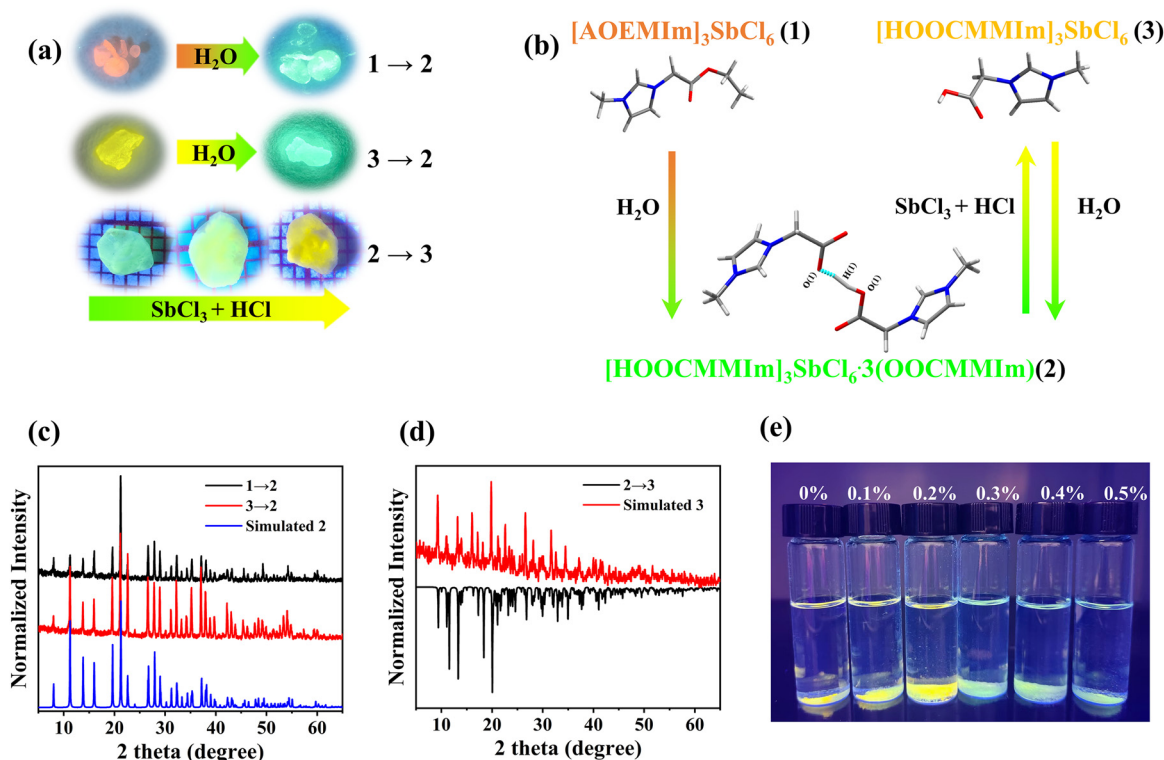 (a)
H₂O
1 → 2
H₂O
3 → 2
2 → 3
SbCl₃ + HCl
(b)
[AOEMIm]₃SbCl₆ (1)
[HOOCMMIm]₃SbCl₆ (3)
H₂O
SbCl₃ + HCl
H₂O
O(1)
H(1)
O(1)
[HOOCMMIm]₃SbCl₆·3(OOCMMIm)(2)
(c)
Normalized Intensity
1→2
3→2
Simulated 2
10 20 30 40 50 60
2 theta (degree)
(d)
Normalized Intensity
2→3
Simulated 3
10 20 30 40 50 60
2 theta (degree)
(e)
0% 0.1% 0.2% 0.3% 0.4% 0.5%